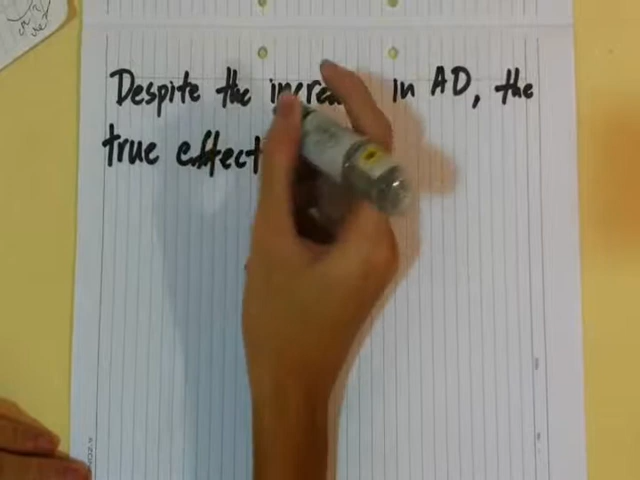 Despite the in AD, the
true effect